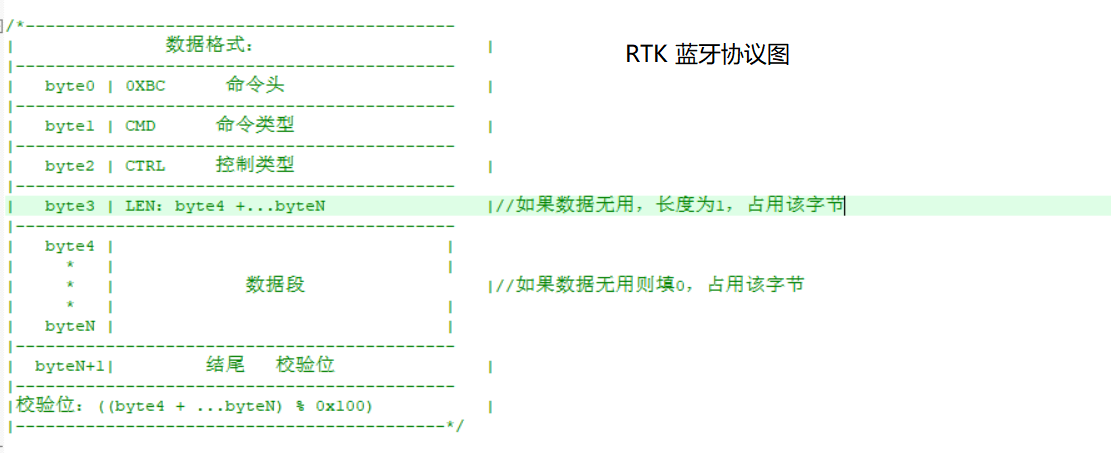 /*-------------------------------------------
| 数据格式: |
RTK 蓝牙协议图
|--------------------------------------------
| byte0 | 0XBC 命令头 |
|--------------------------------------------
| byte1 | CMD 命令类型 |
|--------------------------------------------
| byte2 | CTRL 控制类型 |
|--------------------------------------------
| byte3 | LEN: byte4 +...byteN |//如果数据无用，长度为1，占用该字节
|--------------------------------------------
| byte4 | |
| * | |
| * | 数据段 |//如果数据无用则填0，占用该字节
| * | |
| byteN | |
|--------------------------------------------
| byteN+1| 结尾 校验位 |
|--------------------------------------------
|校验位: ((byte4 + ...byteN) % 0x100) |
|-------------------------------------------*/